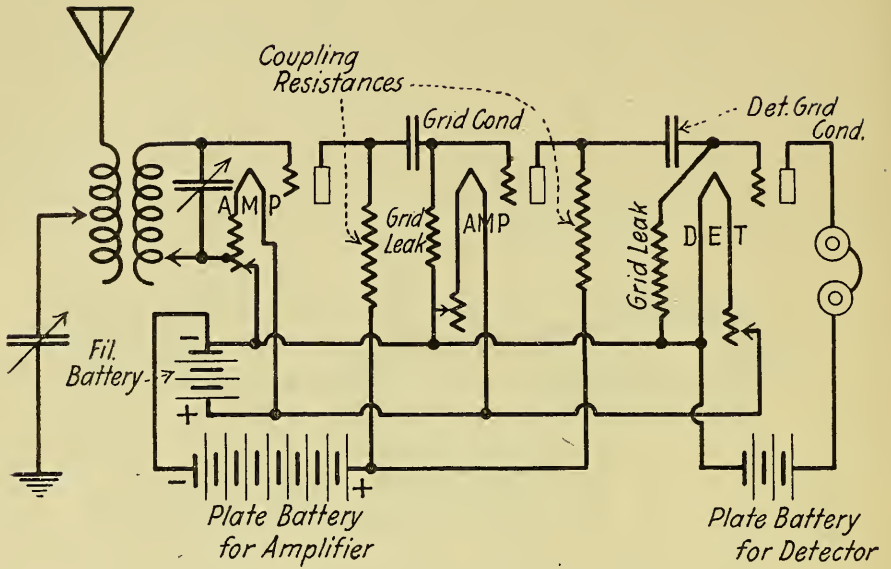 Coupling
Resistances
Grid Cond
Det. Grid
Cond.
AMP
Grid
Leak
AMP
Grid Leak
DET
Fil.
Battery
-
+
-
+
Plate Battery
for Amplifier
Plate Battery
for Detector